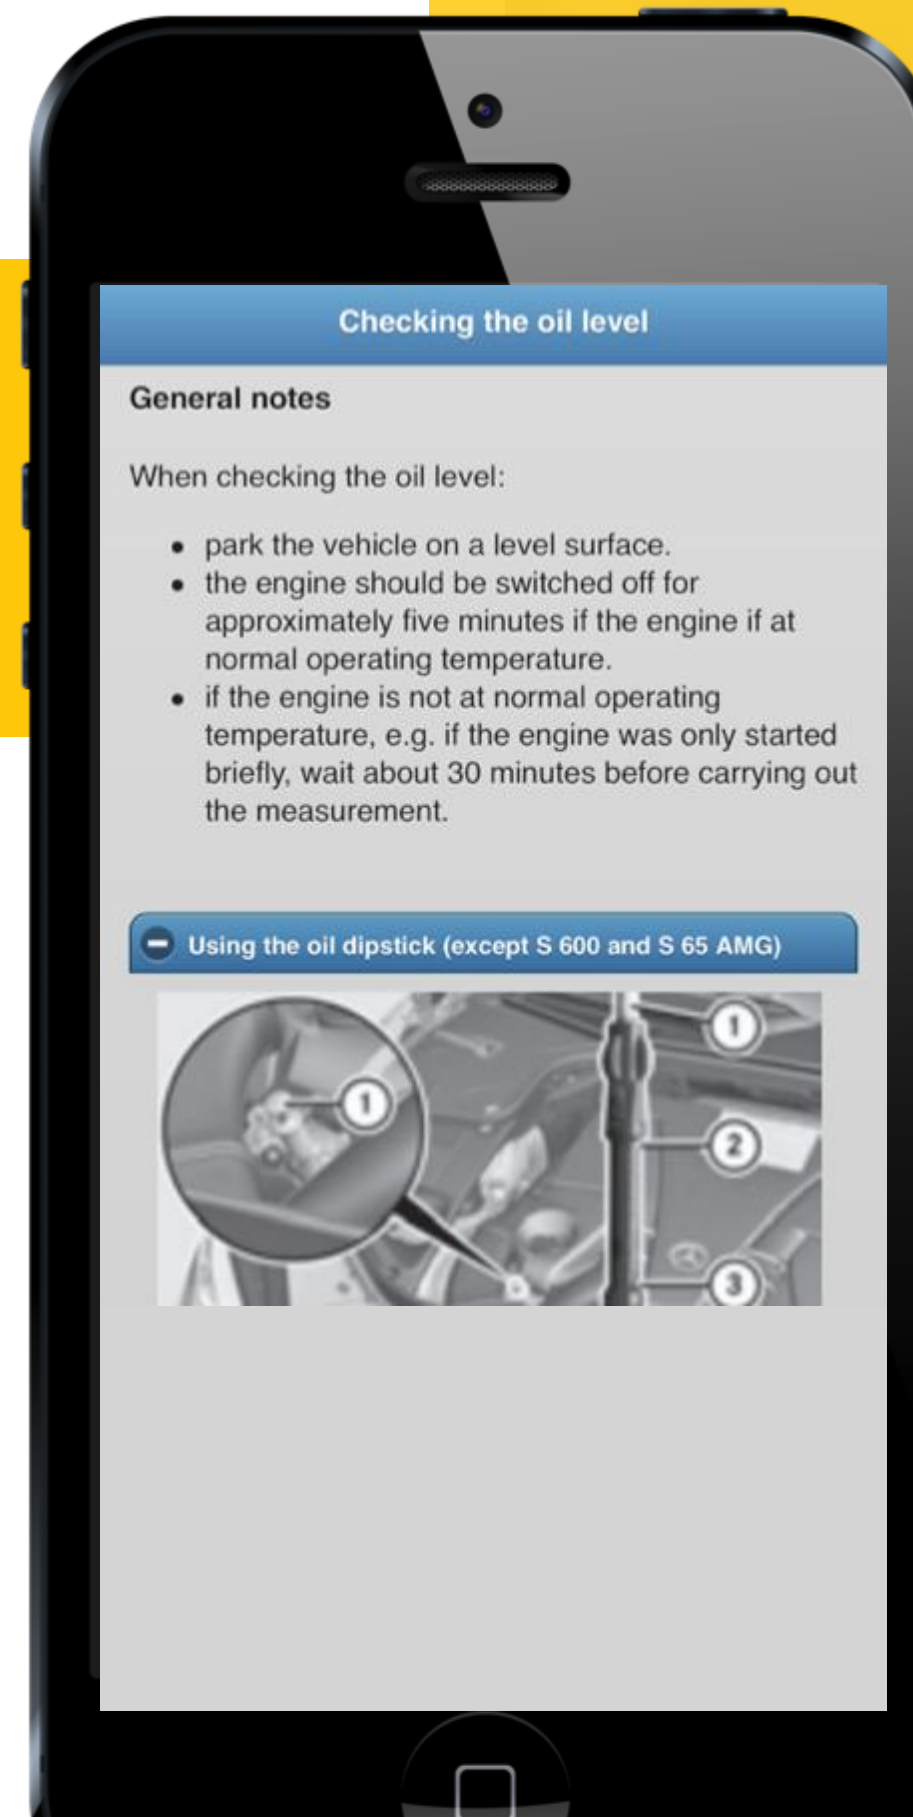 Checking the oil level
General notes
When checking the oil level:
• park the vehicle on a level surface.
• the engine should be switched off for
approximately five minutes if the engine if at
normal operating temperature.
• if the engine is not at normal operating
temperature, e.g. if the engine was only started
briefly, wait about 30 minutes before carrying out
the measurement.
Using the oil dipstick (except S 600 and S 65 AMG)
1
1
2
3